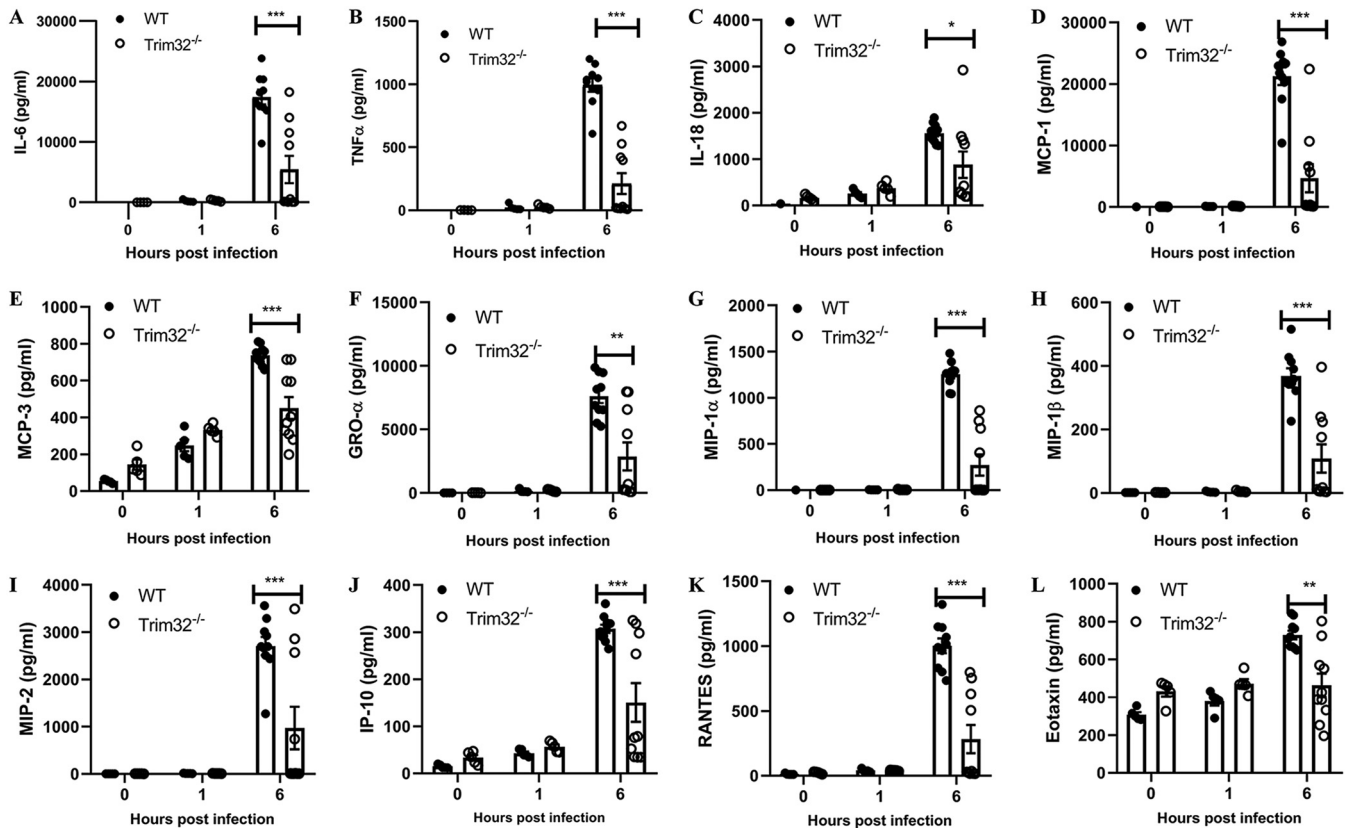 A
IL-6 (pg/ml)
30000
20000
10000
0
WT
Trim32-/-
***
0 1 6
Hours post infection
B
TNFα (pg/ml)
1500
1000
500
0
WT
Trim32-/-
***
0 1 6
Hours post infection
C
IL-18 (pg/ml)
4000
3000
2000
1000
0
WT
Trim32-/-
*
0 1 6
Hours post infection
D
MCP-1 (pg/ml)
30000
20000
10000
0
WT
Trim32-/-
***
0 1 6
Hours post infection
E
MCP-3 (pg/ml)
1000
800
600
400
200
0
WT
Trim32-/-
***
0 1 6
Hours post infection
F
GRO-α (pg/ml)
15000
10000
5000
0
WT
Trim32-/-
**
0 1 6
Hours post infection
G
MIP-1α (pg/ml)
2000
1500
1000
500
0
WT
Trim32-/-
***
0 1 6
Hours post infection
H
MIP-1β (pg/ml)
600
400
200
0
WT
Trim32-/-
***
0 1 6
Hours post infection
I
MIP-2 (pg/ml)
4000
3000
2000
1000
0
WT
Trim32-/-
***
0 1 6
Hours post infection
J
IP-10 (pg/ml)
400
300
200
100
0
WT
Trim32-/-
***
0 1 6
Hours post infection
K
RANTES (pg/ml)
1500
1000
500
0
WT
Trim32-/-
***
0 1 6
Hours post infection
L
Eotaxin (pg/ml)
1000
800
600
400
200
0
WT
Trim32-/-
**
0 1 6
Hours post infection